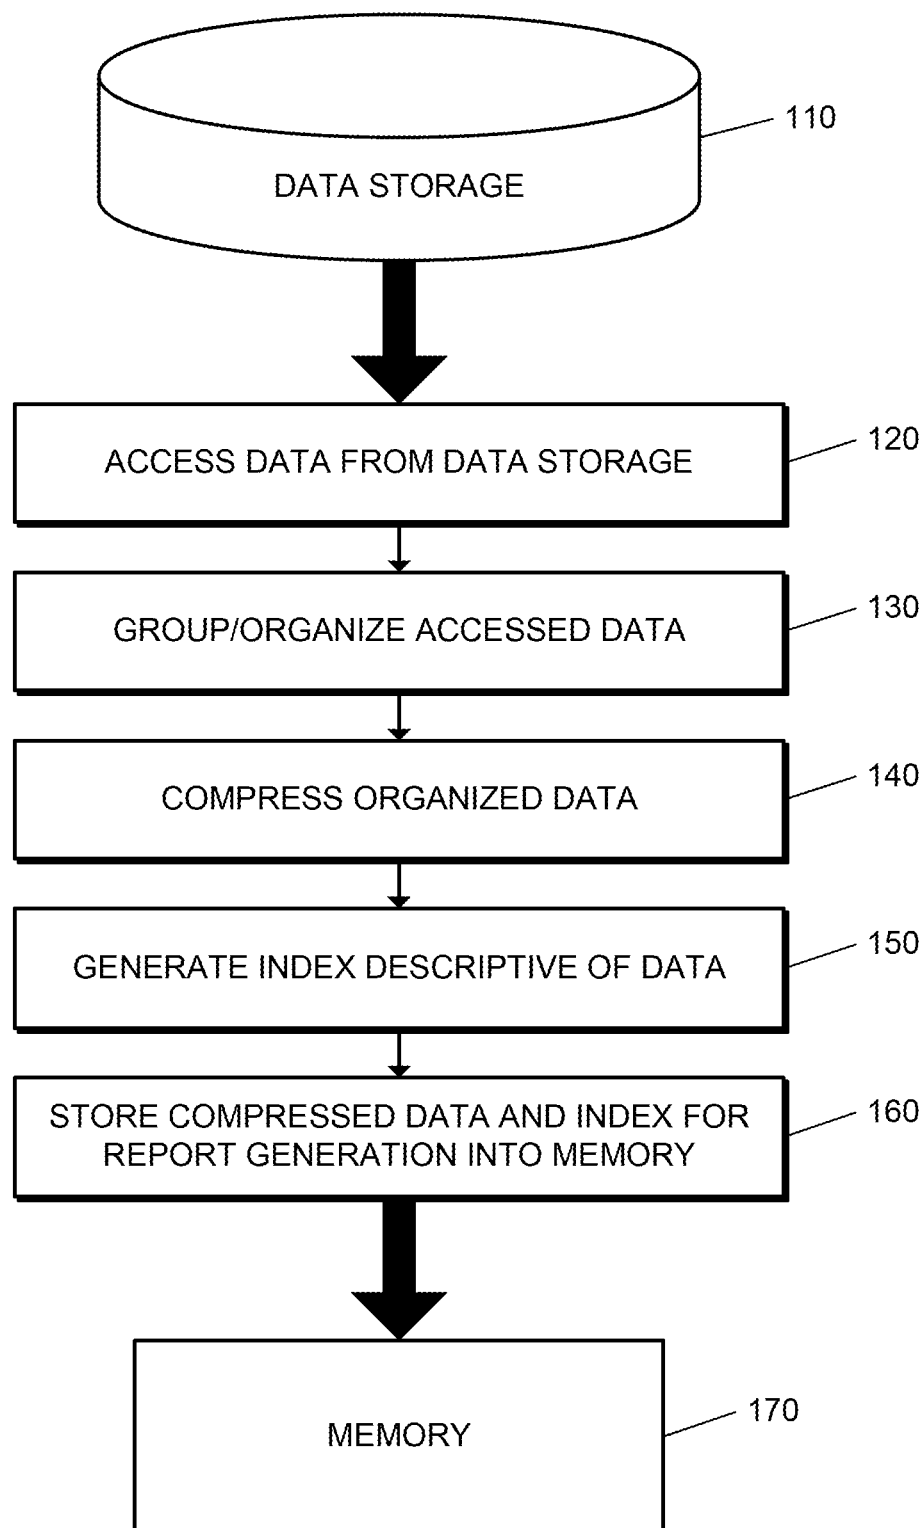 110
DATA STORAGE
120
ACCESS DATA FROM DATA STORAGE
130
GROUP/ORGANIZE ACCESSED DATA
140
COMPRESS ORGANIZED DATA
150
GENERATE INDEX DESCRIPTIVE OF DATA
160
STORE COMPRESSED DATA AND INDEX FOR
REPORT GENERATION INTO MEMORY
170
MEMORY